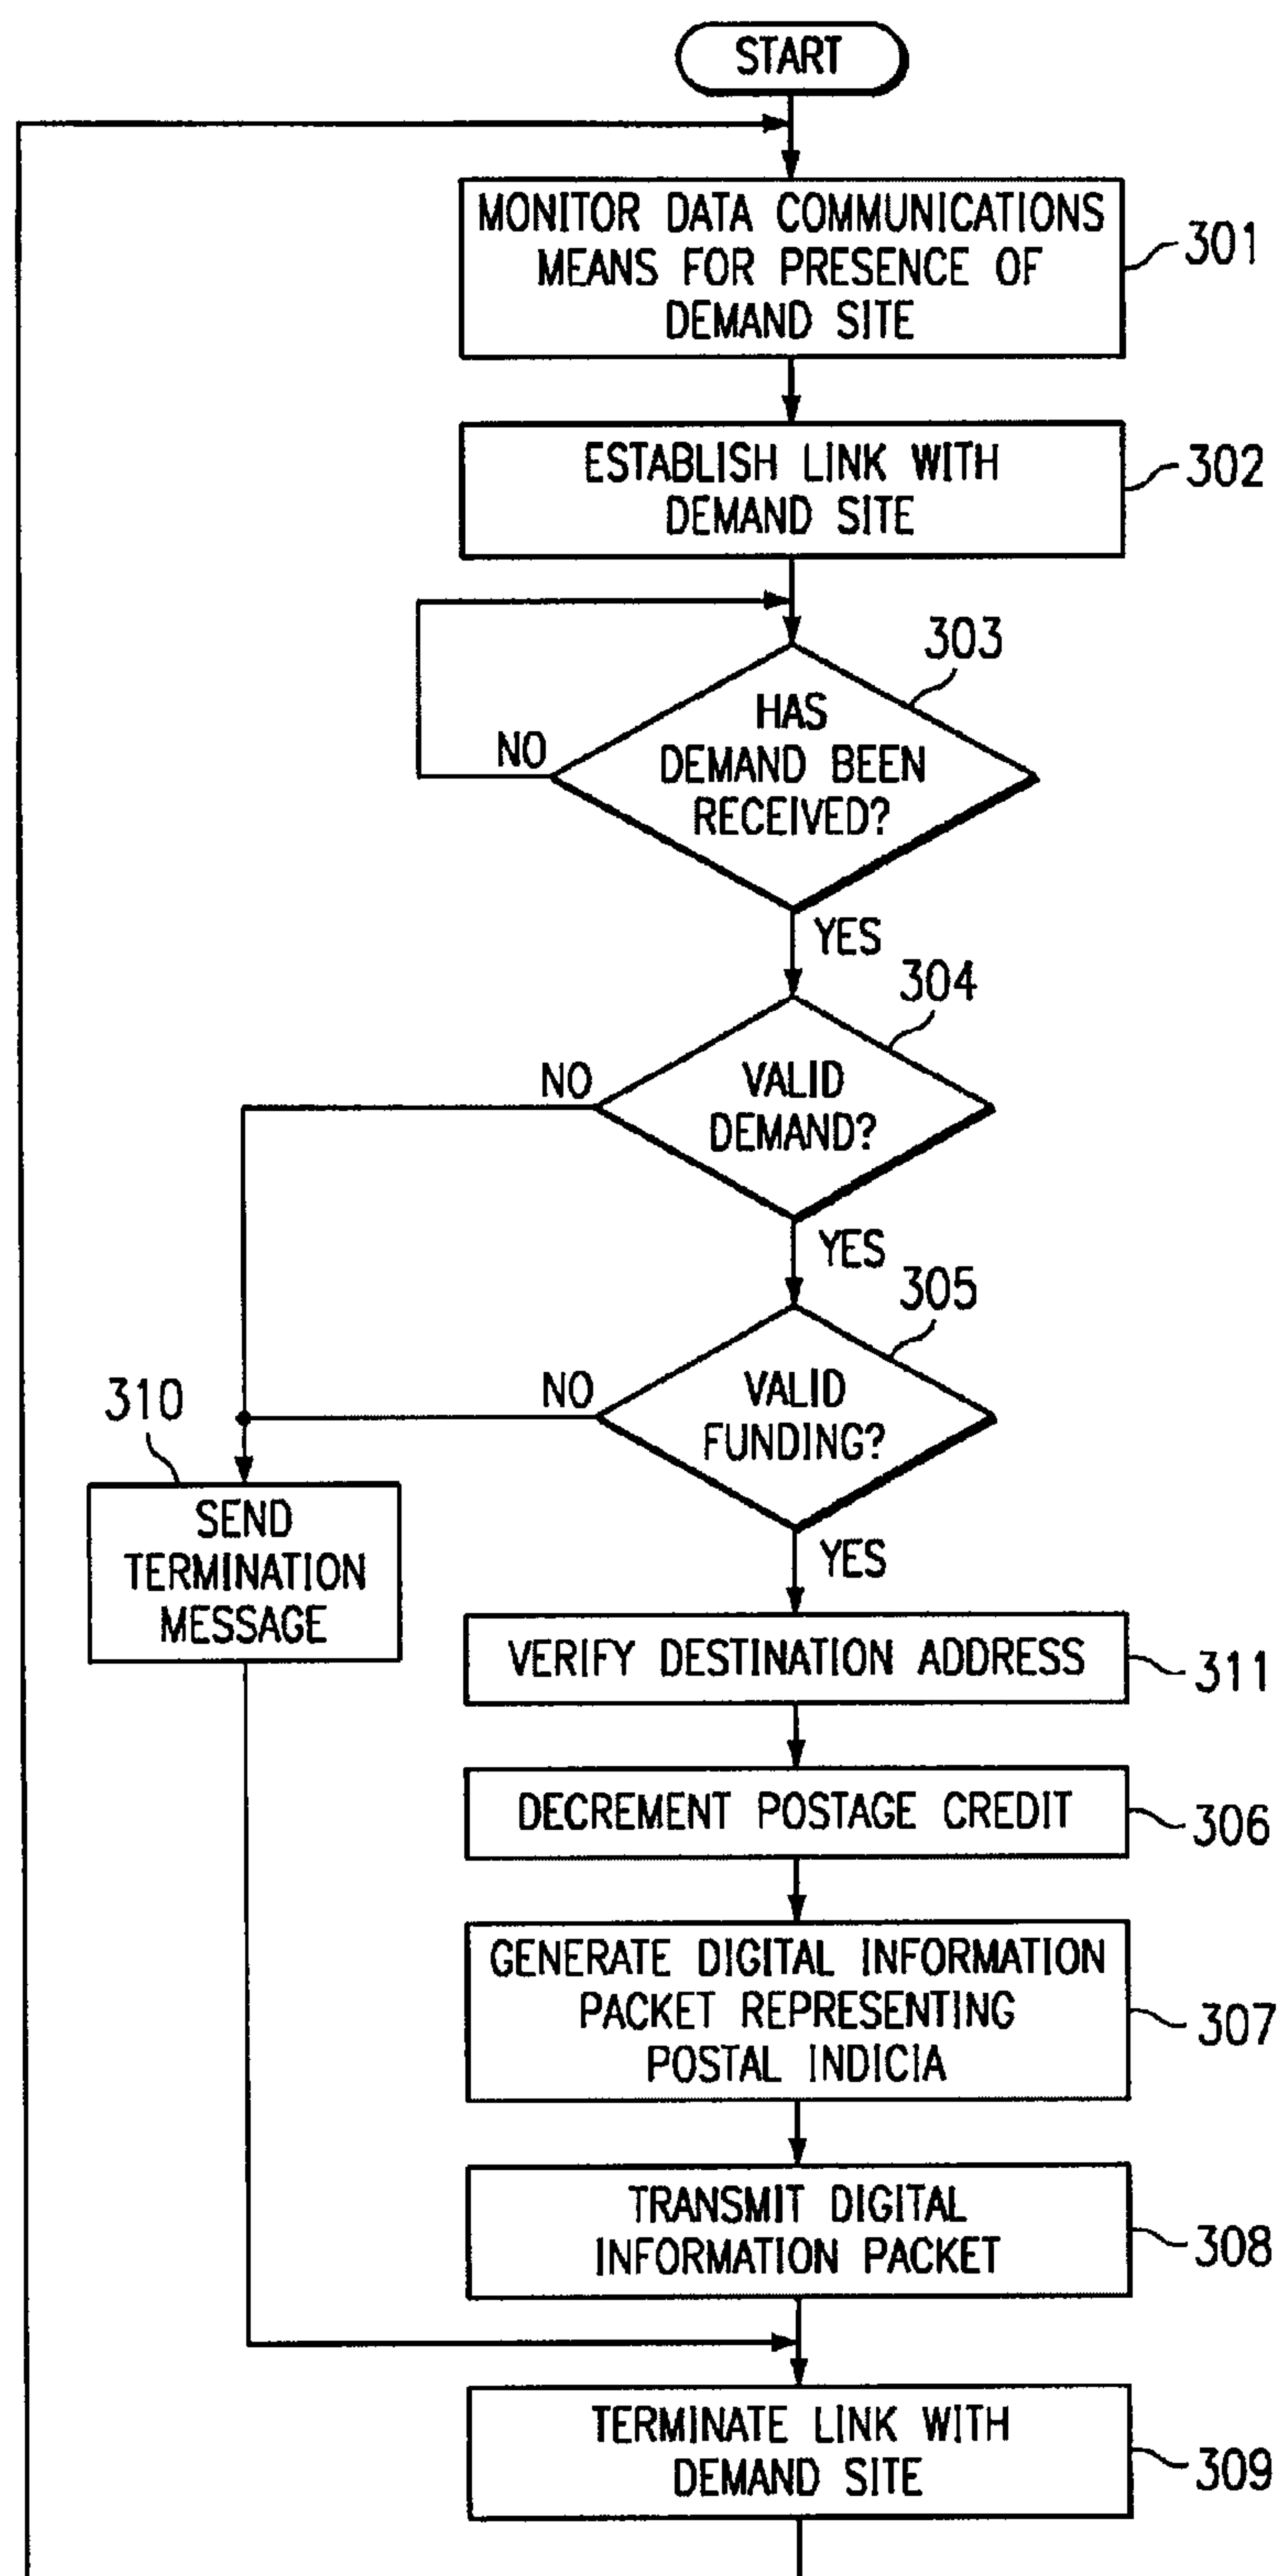 START
MONITOR DATA COMMUNICATIONS
MEANS FOR PRESENCE OF
DEMAND SITE
301
ESTABLISH LINK WITH
DEMAND SITE
302
303
HAS
DEMAND BEEN
RECEIVED?
NO
YES
304
VALID
DEMAND?
NO
YES
305
VALID
FUNDING?
NO
YES
310
SEND
TERMINATION
MESSAGE
VERIFY DESTINATION ADDRESS
311
DECREMENT POSTAGE CREDIT
306
GENERATE DIGITAL INFORMATION
PACKET REPRESENTING
POSTAL INDICIA
307
TRANSMIT DIGITAL
INFORMATION PACKET
308
TERMINATE LINK WITH
DEMAND SITE
309